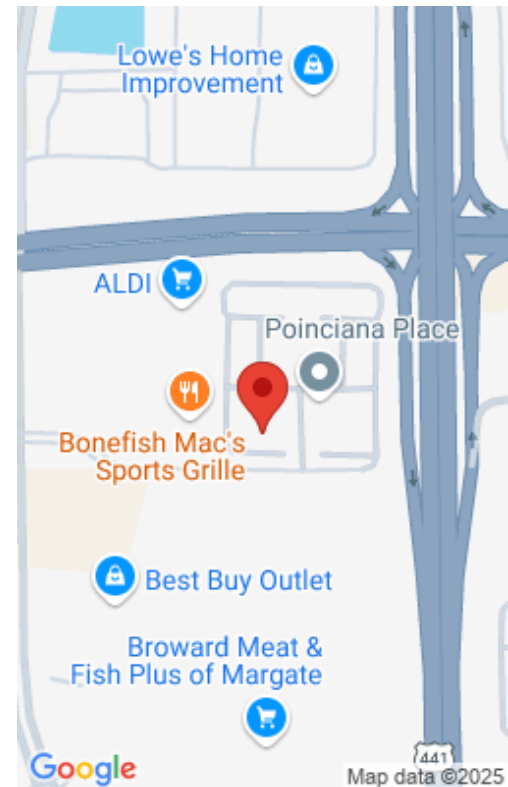 Lowe's Home
Improvement
ALDI
Poinciana Place
Bonefish Mac's
Sports Grille
Best Buy Outlet
Broward Meat &
Fish Plus of Margate
441
Google
Map data ©2025